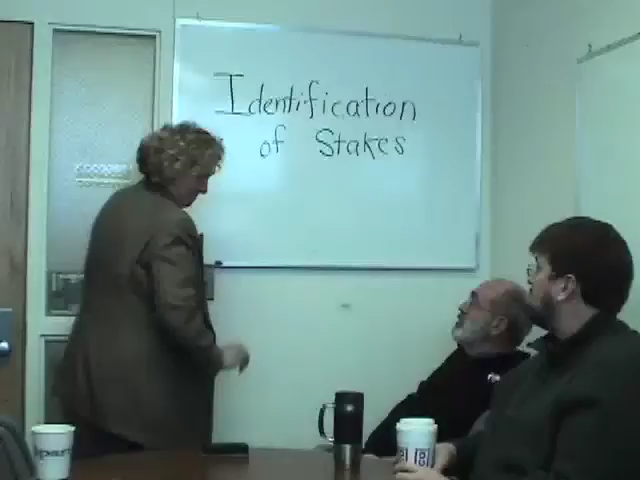 Identification
of Stakes